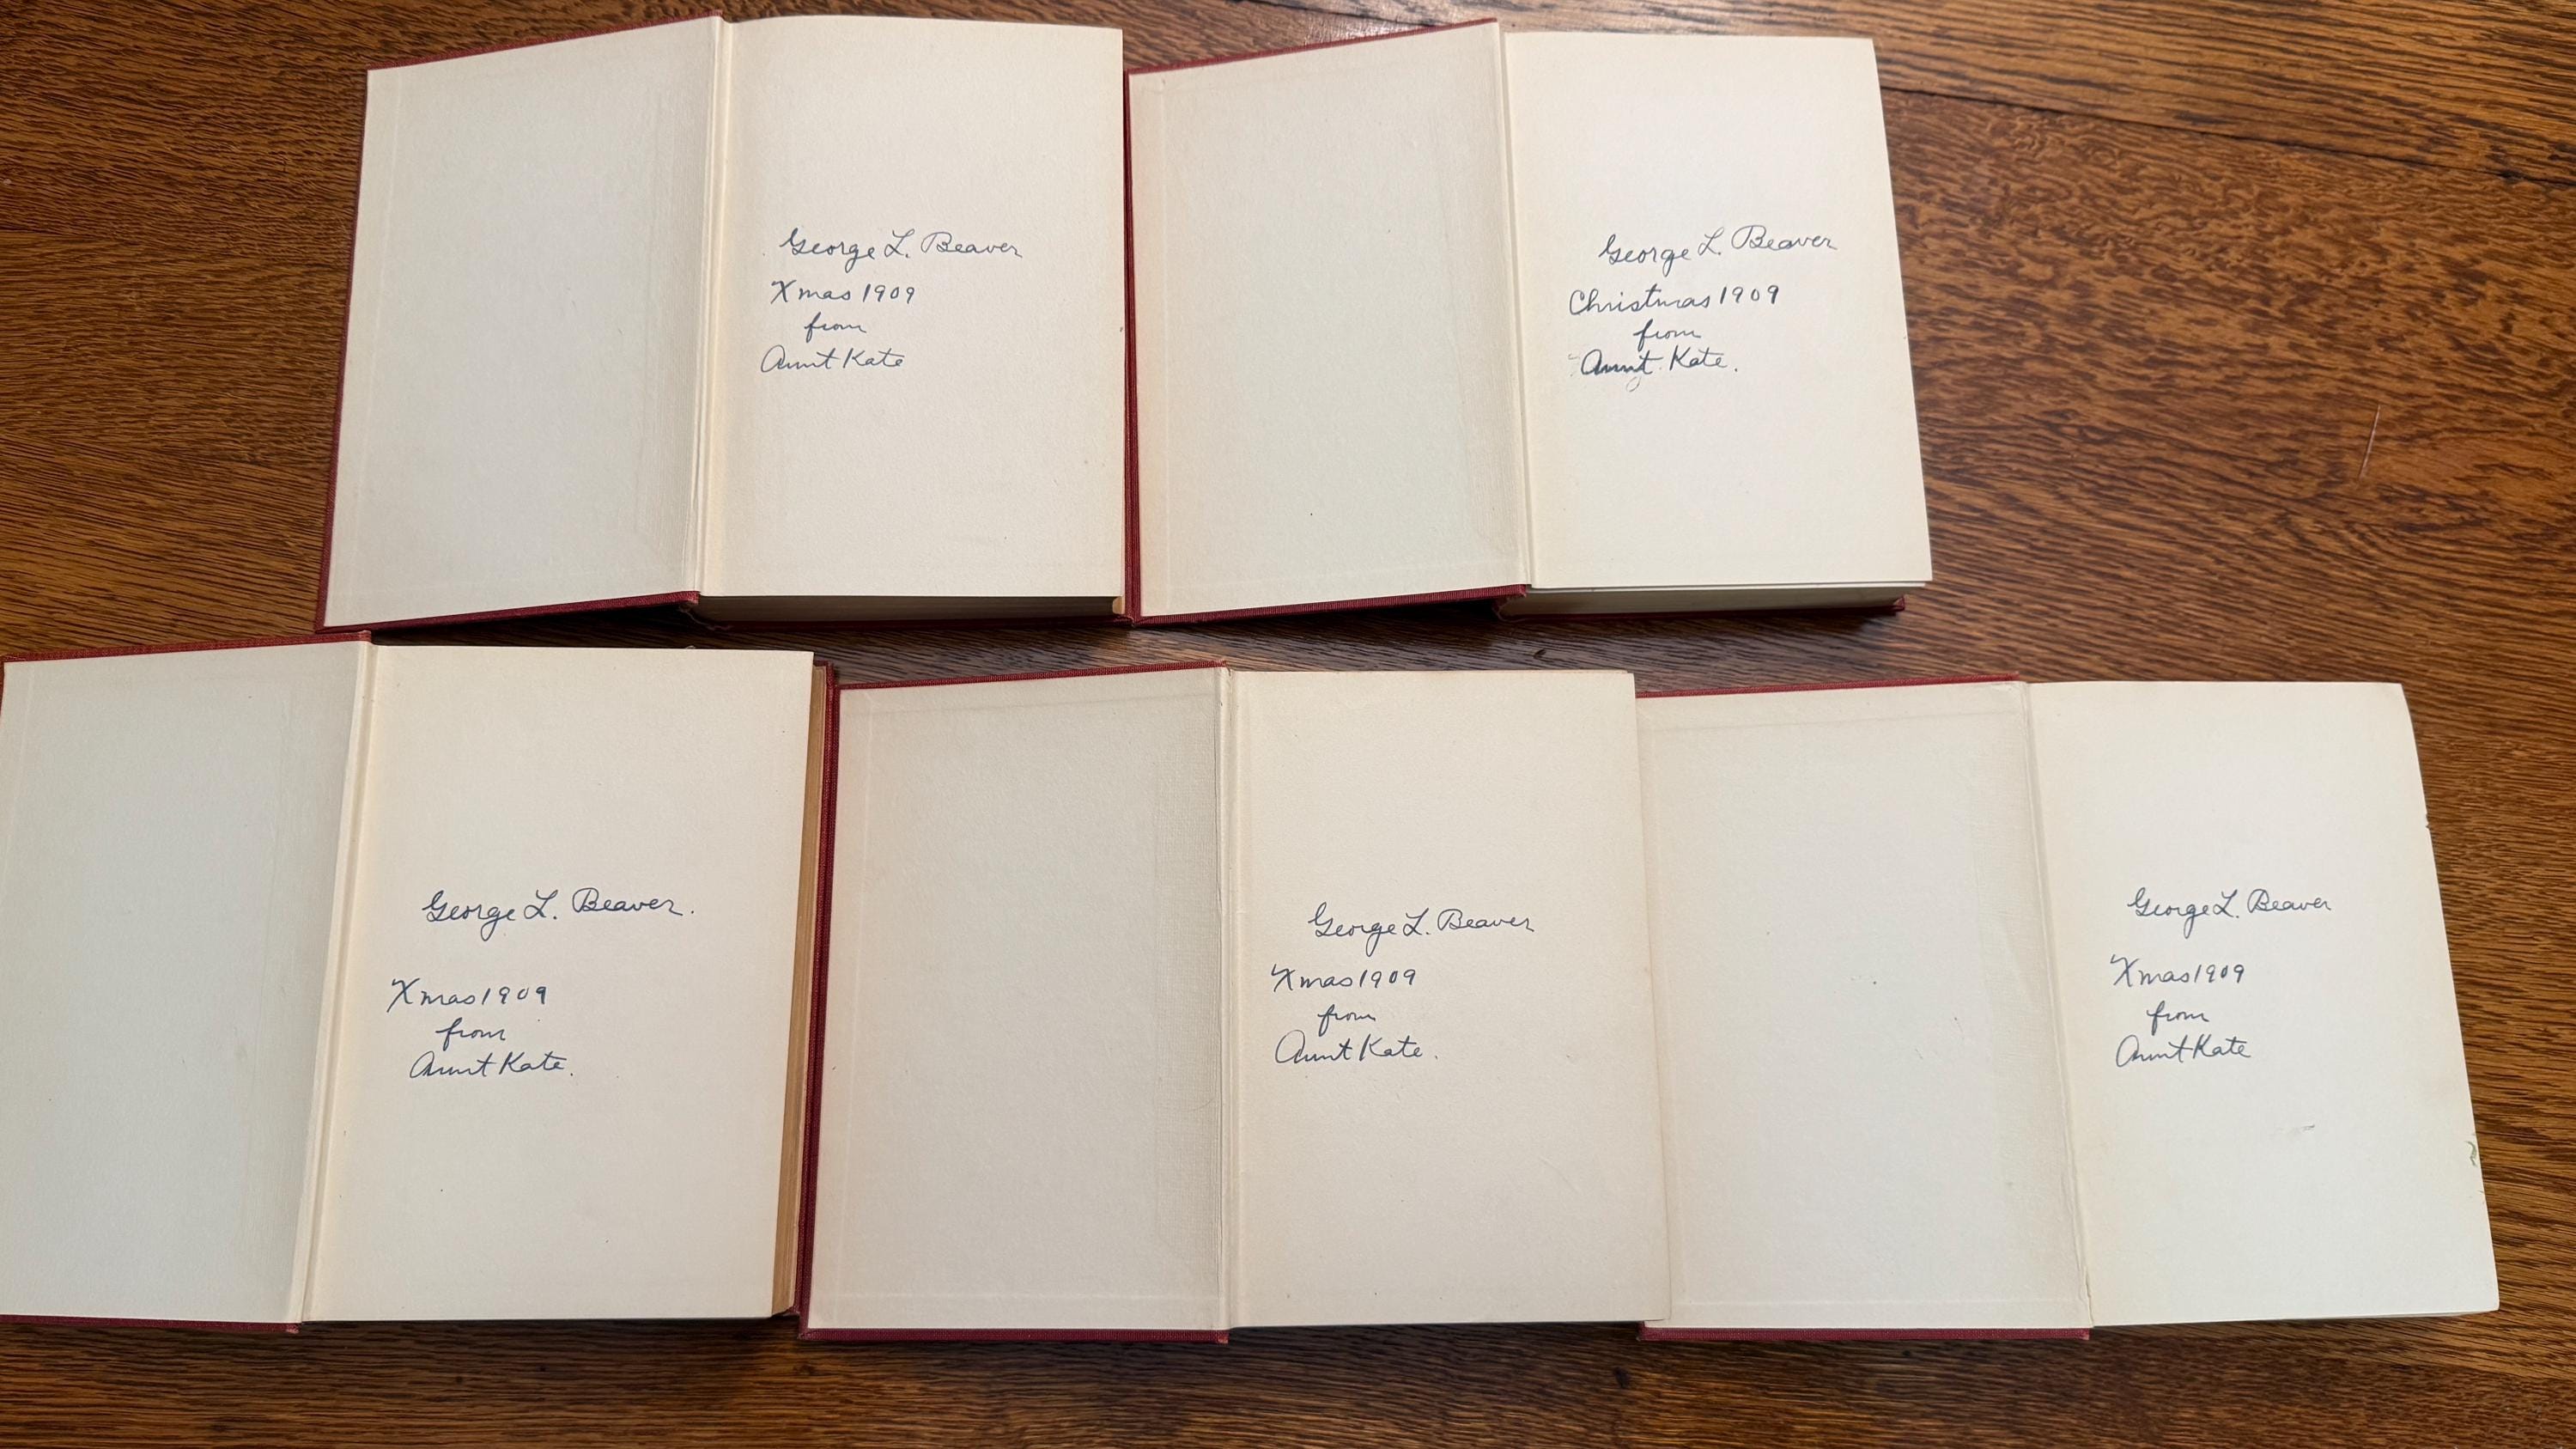 George L. Beaver
Xmas 1909
from
Aunt Kate
George L. Beaver
Christmas 1909
from
Aunt Kate.
George L. Beaver.
Xmas 1909
from
Aunt Kate.
George L. Beaver
Xmas 1909
from
Aunt Kate.
George L. Beaver
Xmas 1909
from
Aunt Kate